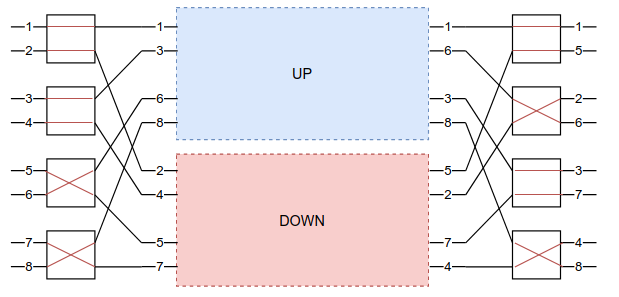 1 1 1 1
2 3 6 5
UP
3 6 3 2
4 8 8 6
5 2 5 3
6 4 2 7
DOWN
7 5 7 4
8 7 4 8